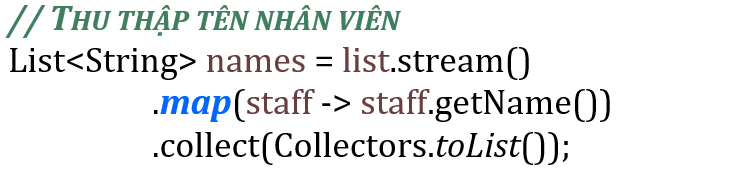 // THU THẬP TÊN NHÂN VIÊN
List<String> names = list.stream()
.map(staff -> staff.getName())
.collect(Collectors.toList());